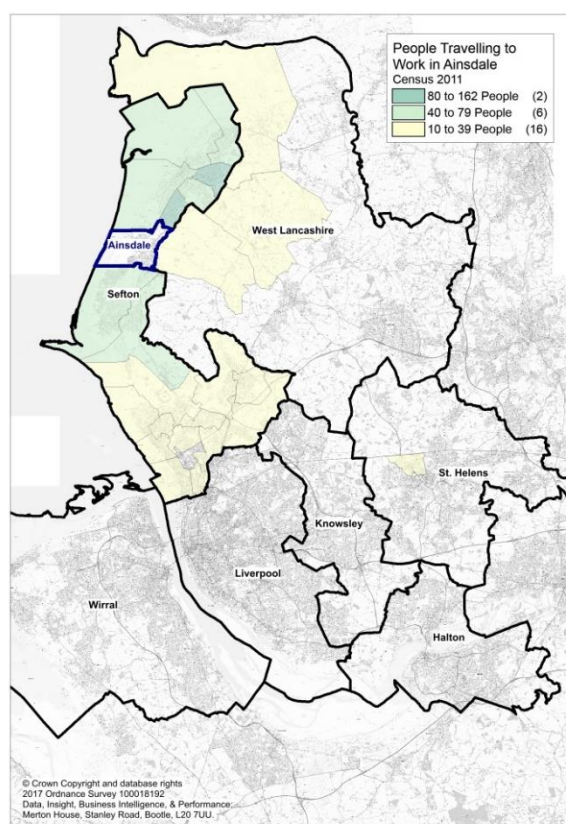 People Travelling to
Work in Ainsdale
Census 2011
80 to 162 People (2)
40 to 79 People (6)
10 to 39 People (16)
West Lancashire
Ainsdale
Sefton
St. Helens
Knowsley
Liverpool
Wirral
Halton
© Crown Copyright and database rights
2017 Ordnance Survey 100018192
Data, Insight, Business Intelligence, & Performance:
Merton House, Stanley Road, Bootle, L20 7UU.